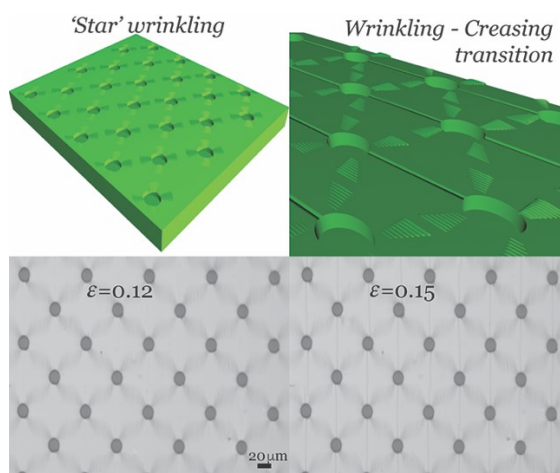 ‘Star’ wrinkling
Wrinkling - Creasing
transition
ε=0.12
ε=0.15
20μm